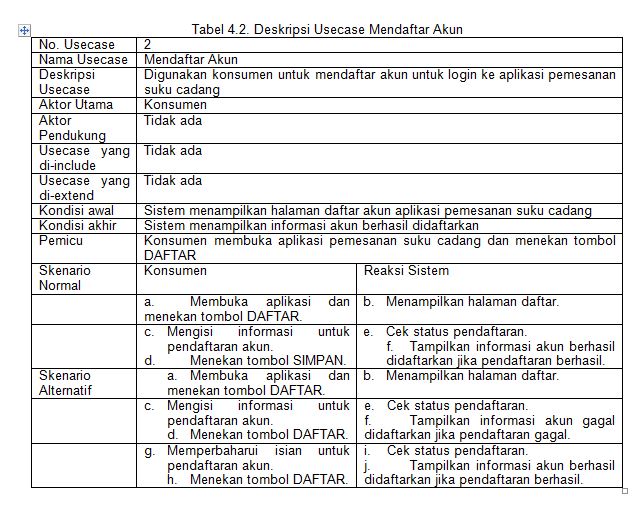 Tabel 4.2. Deskripsi Usecase Mendaftar Akun
No. Usecase 2
Nama Usecase Mendaftar Akun
Deskripsi Usecase Digunakan konsumen untuk mendaftar akun untuk login ke aplikasi pemesanan
suku cadang
Aktor Utama Konsumen
Aktor Pendukung Tidak ada
Usecase yang di-include Tidak ada
Usecase yang di-extend Tidak ada
Kondisi awal Sistem menampilkan halaman daftar akun aplikasi pemesanan suku cadang
Kondisi akhir Sistem menampilkan informasi akun berhasil didaftarkan
Pemicu Konsumen membuka aplikasi pemesanan suku cadang dan menekan tombol
DAFTAR
Skenario Normal Konsumen Reaksi Sistem
a. Membuka aplikasi dan
menekan tombol DAFTAR.
b. Menampilkan halaman daftar.
c. Mengisi informasi untuk
pendaftaran akun.
d. Menekan tombol SIMPAN.
e. Cek status pendaftaran.
f. Tampilkan informasi akun berhasil
didaftarkan jika pendaftaran berhasil.
Skenario Alternatif
a. Membuka aplikasi dan
menekan tombol DAFTAR.
b. Menampilkan halaman daftar.
c. Mengisi informasi untuk
pendaftaran akun.
d. Menekan tombol DAFTAR.
e. Cek status pendaftaran.
f. Tampilkan informasi akun gagal
didaftarkan jika pendaftaran gagal.
g. Memperbaharui isian untuk
pendaftaran akun.
h. Menekan tombol DAFTAR.
i. Cek status pendaftaran.
j. Tampilkan informasi akun berhasil
didaftarkan jika pendaftaran berhasil.